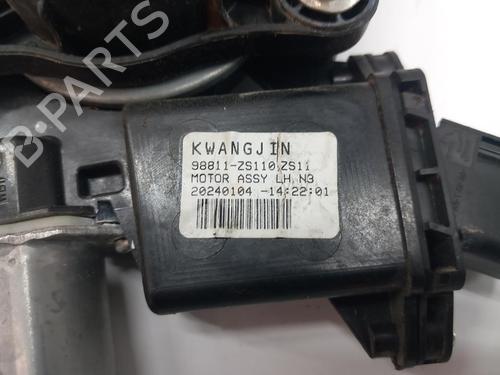 KWANGJIN
98811-ZS110,ZS11
MOTOR ASSY LH,N3
20240104 -14:22:01
B-PARTS